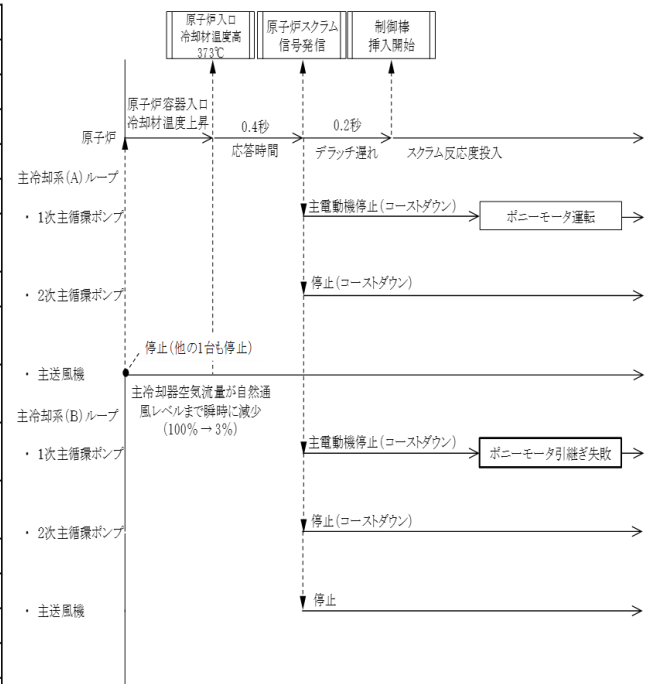 原子炉入口
冷却材温度高
373℃
原子炉スクラム
信号発信
制御棒
挿入開始
原子炉容器入口
冷却材温度上昇
原子炉
0.4秒
応答時間
0.2秒
デラッチ遅れ
スクラム反応度投入
主冷却系(A)ループ
・ 1次主循環ポンプ
主電動機停止(コーストダウン)
ポニーモータ運転
・ 2次主循環ポンプ
停止(コーストダウン)
停止(他の1台も停止)
・ 主送風機
主冷却器空気流量が自然通
風レベルまで瞬時に減少
(100%→3%)
主冷却系(B)ループ
・ 1次主循環ポンプ
主電動機停止(コーストダウン)
ポニーモータ引継ぎ失敗
・ 2次主循環ポンプ
停止(コーストダウン)
・ 主送風機
停止